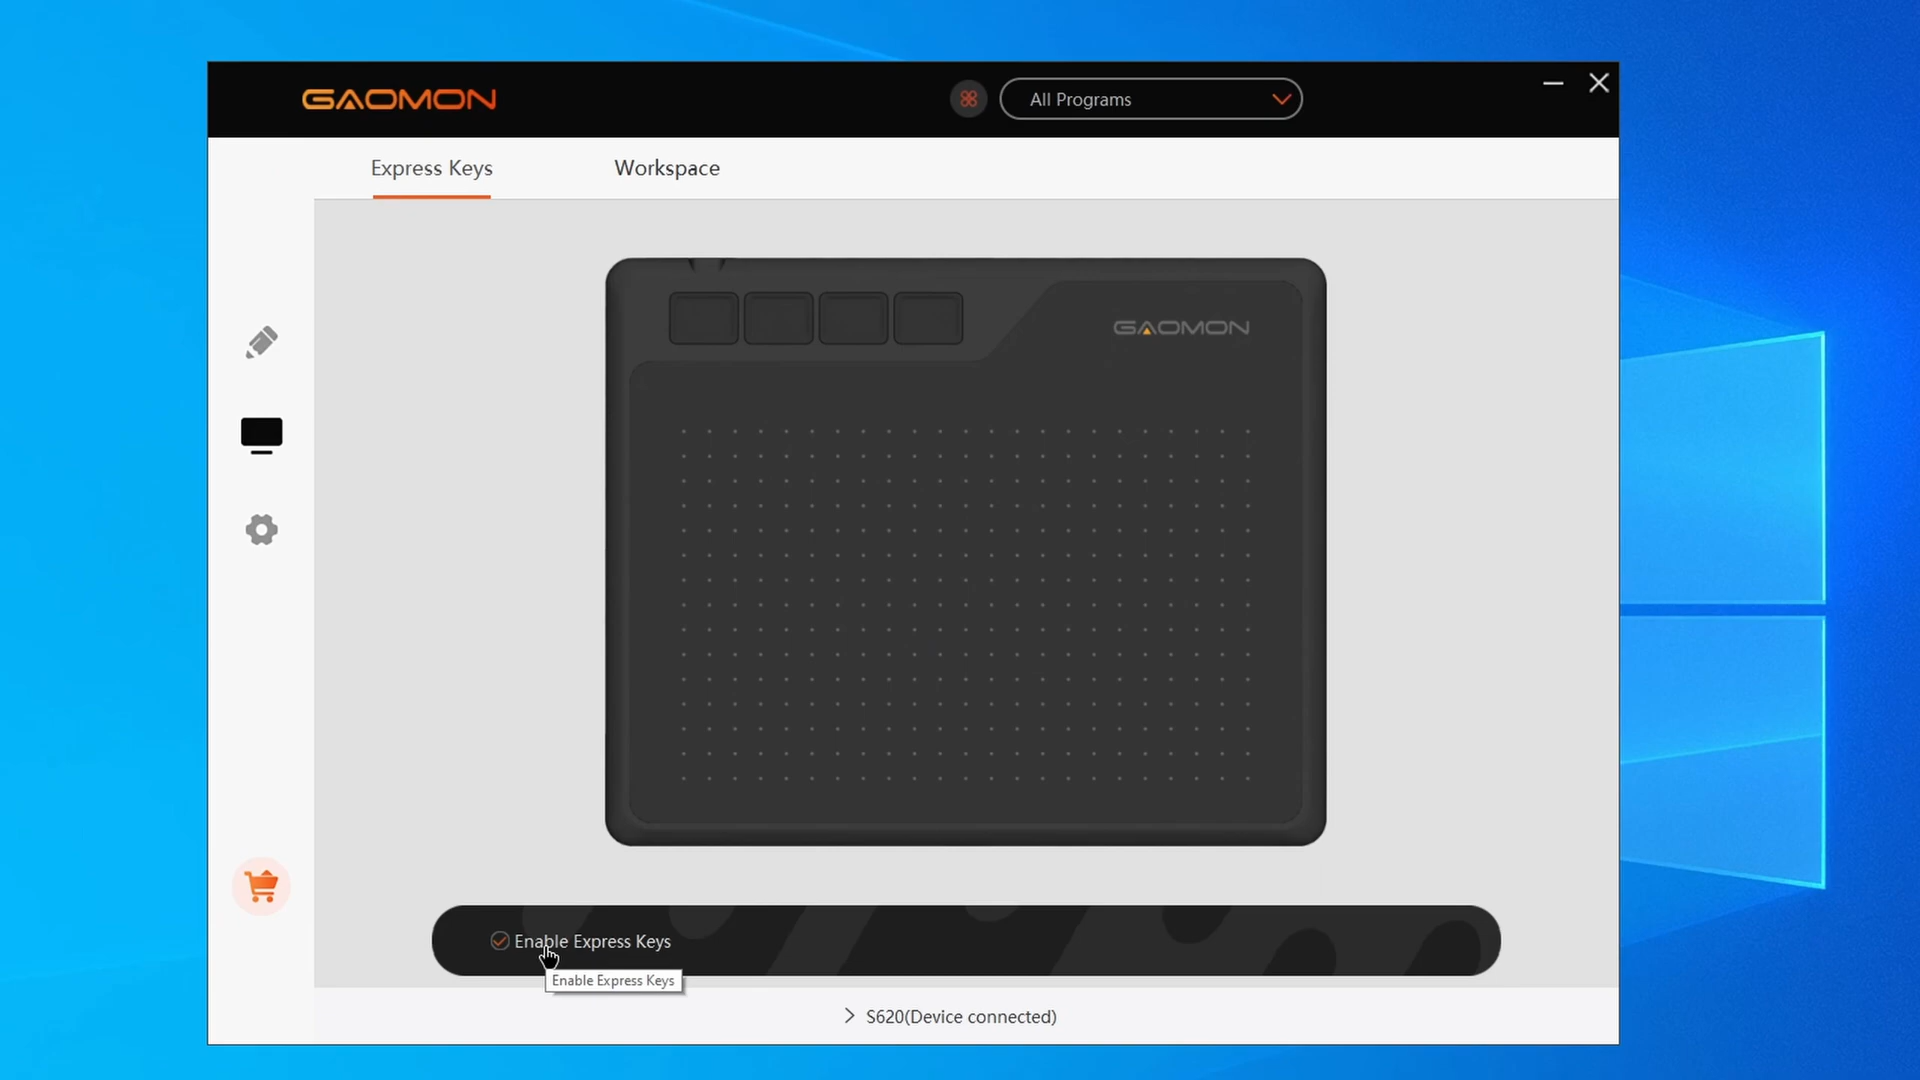 GAOMON
All Programs
Express Keys
Workspace
GAOMON
Enable Express Keys
Enable Express Keys
S620(Device connected)